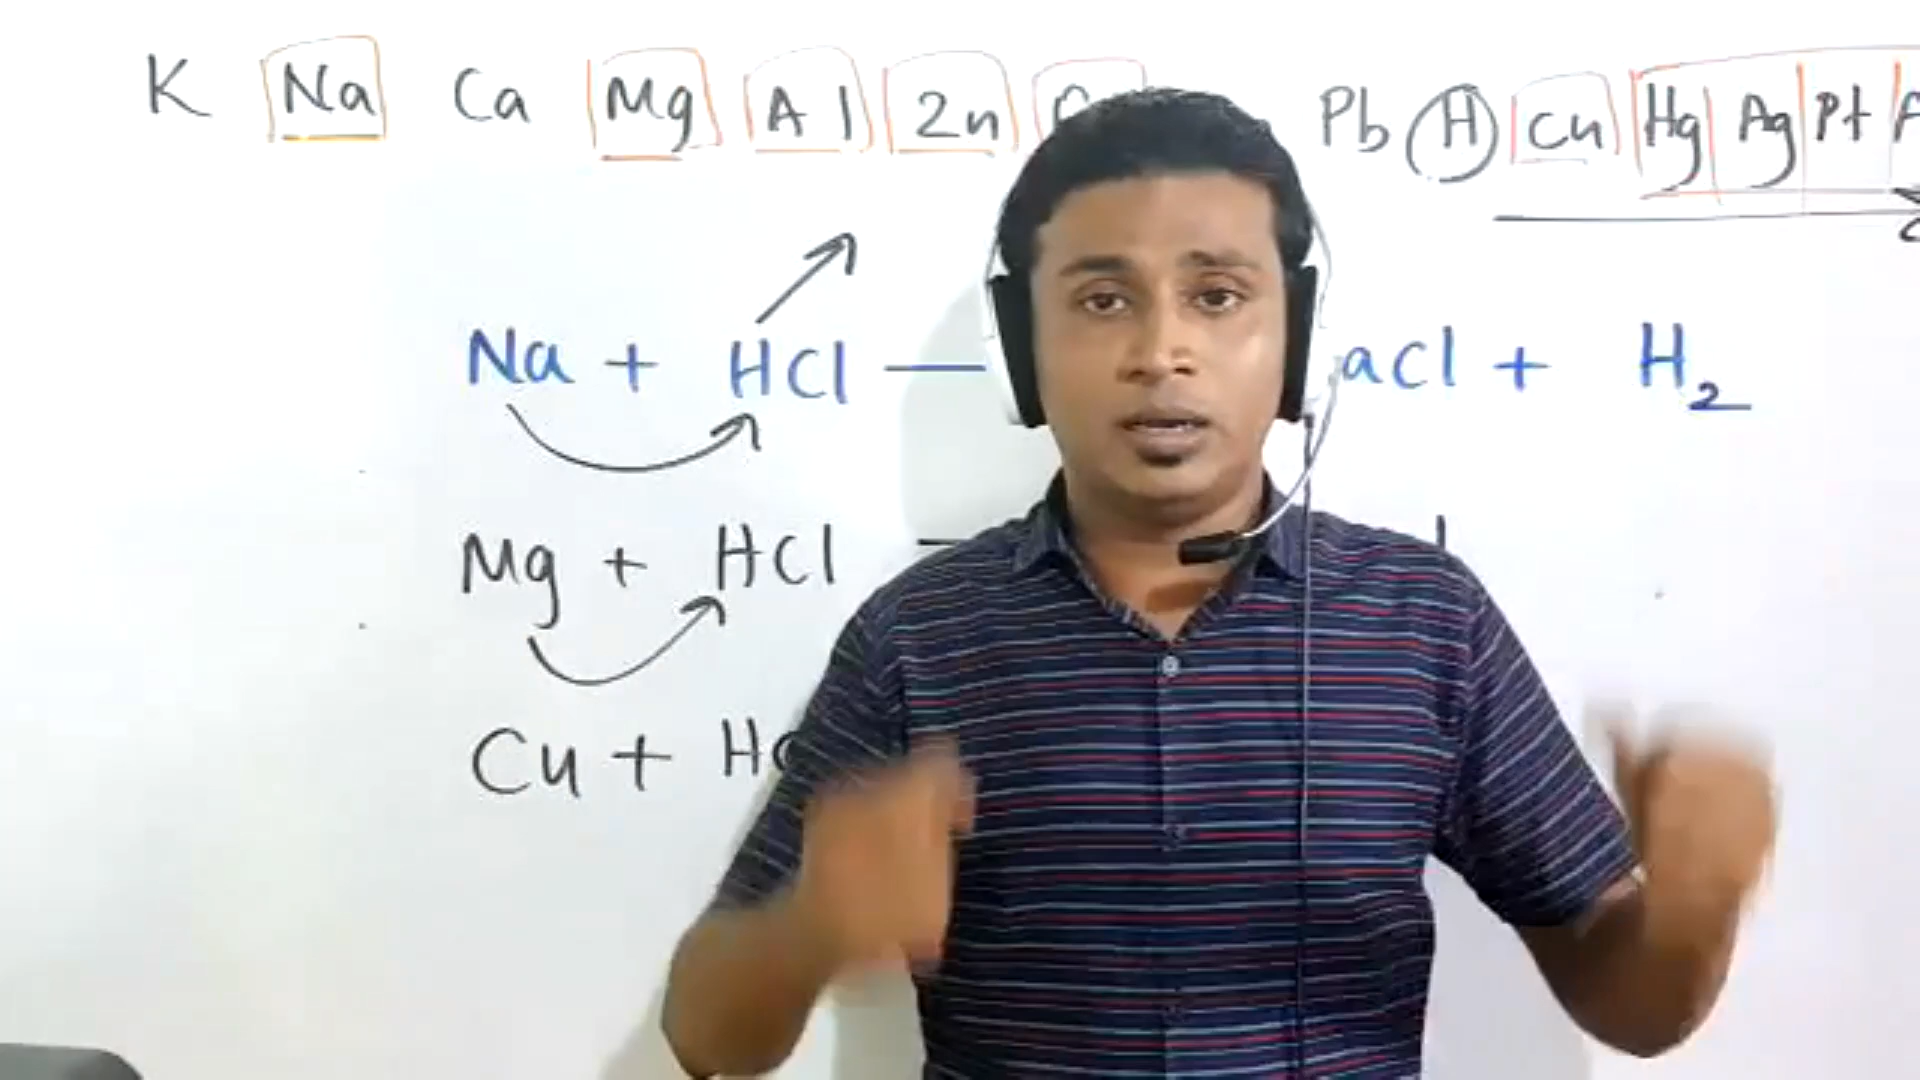 K Na Ca Mg Al Zn Pb H Cu Hg Ag Pt
Na + HCl — aCl + H₂
Mg + HCl —
Cu + H